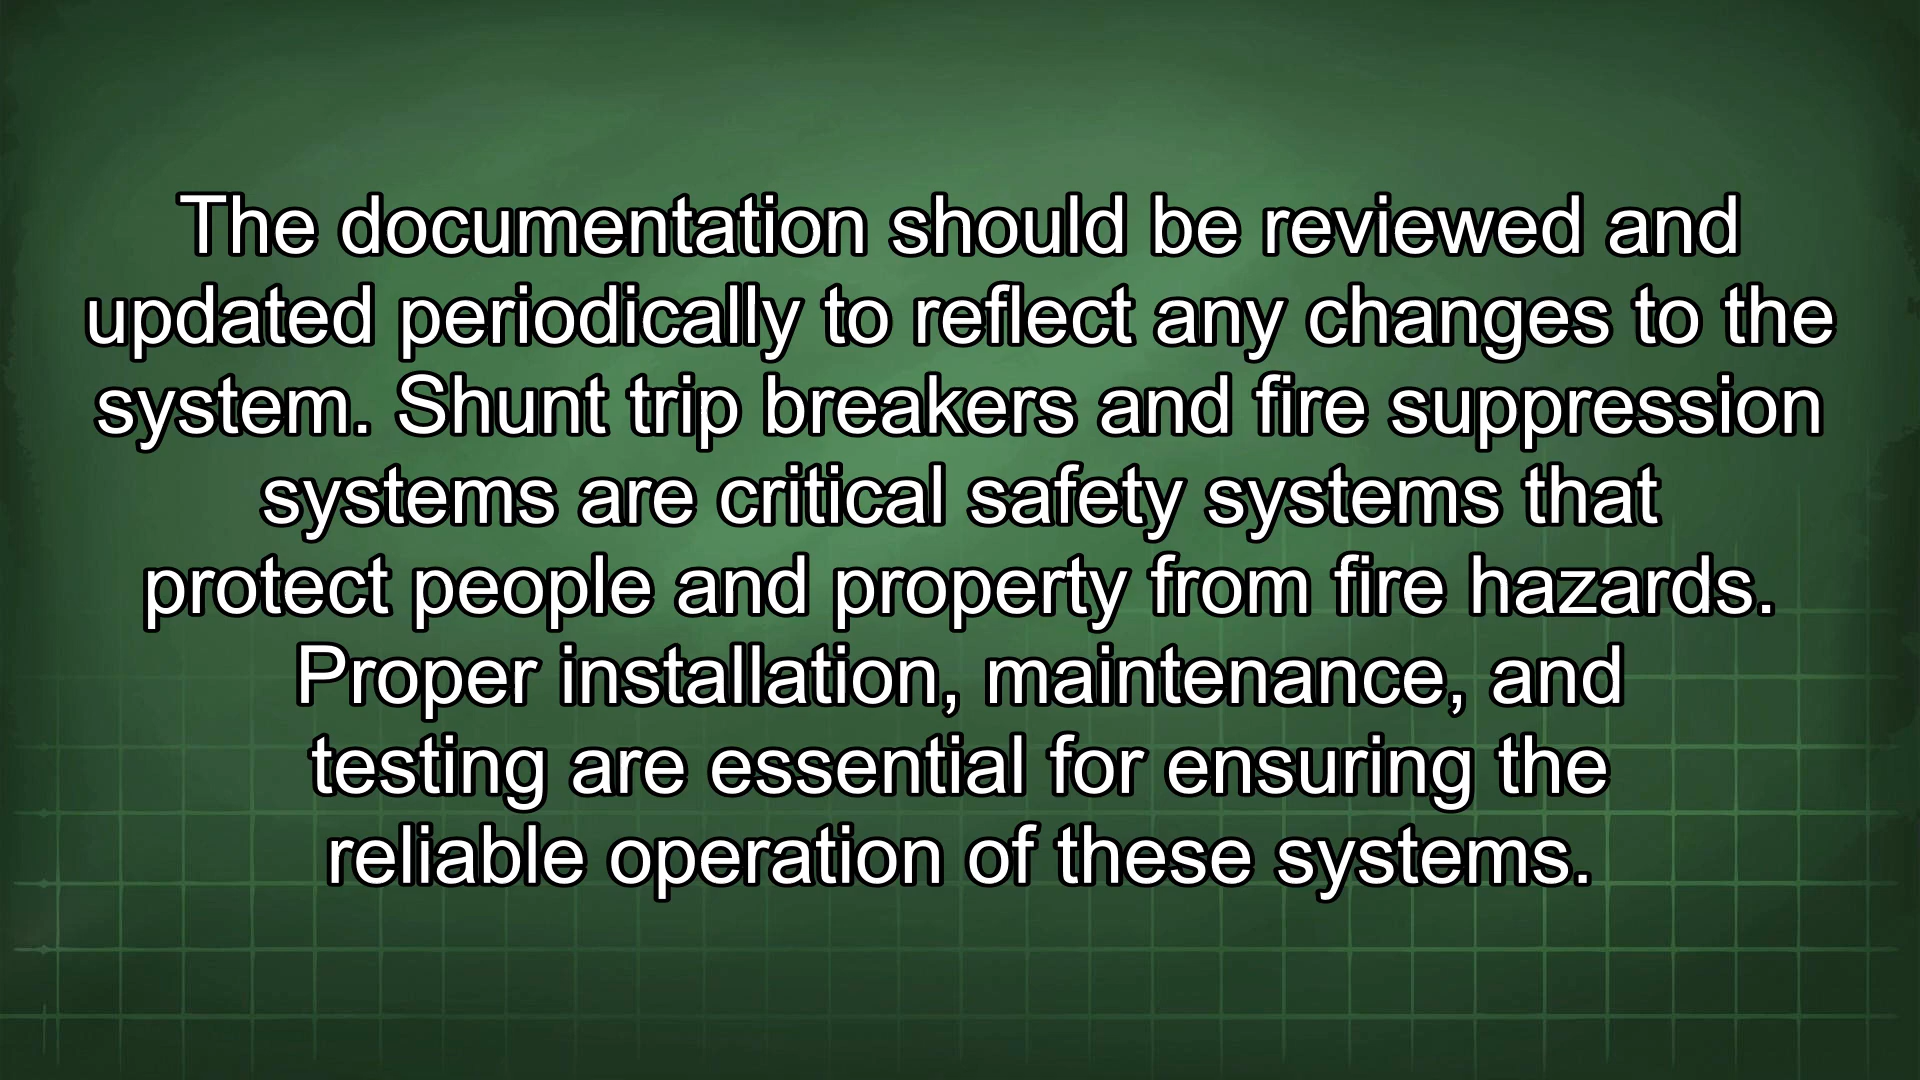 The documentation should be reviewed and
updated periodically to reflect any changes to the
system. Shunt trip breakers and fire suppression
systems are critical safety systems that
protect people and property from fire hazards.
Proper installation, maintenance, and
testing are essential for ensuring the
reliable operation of these systems.